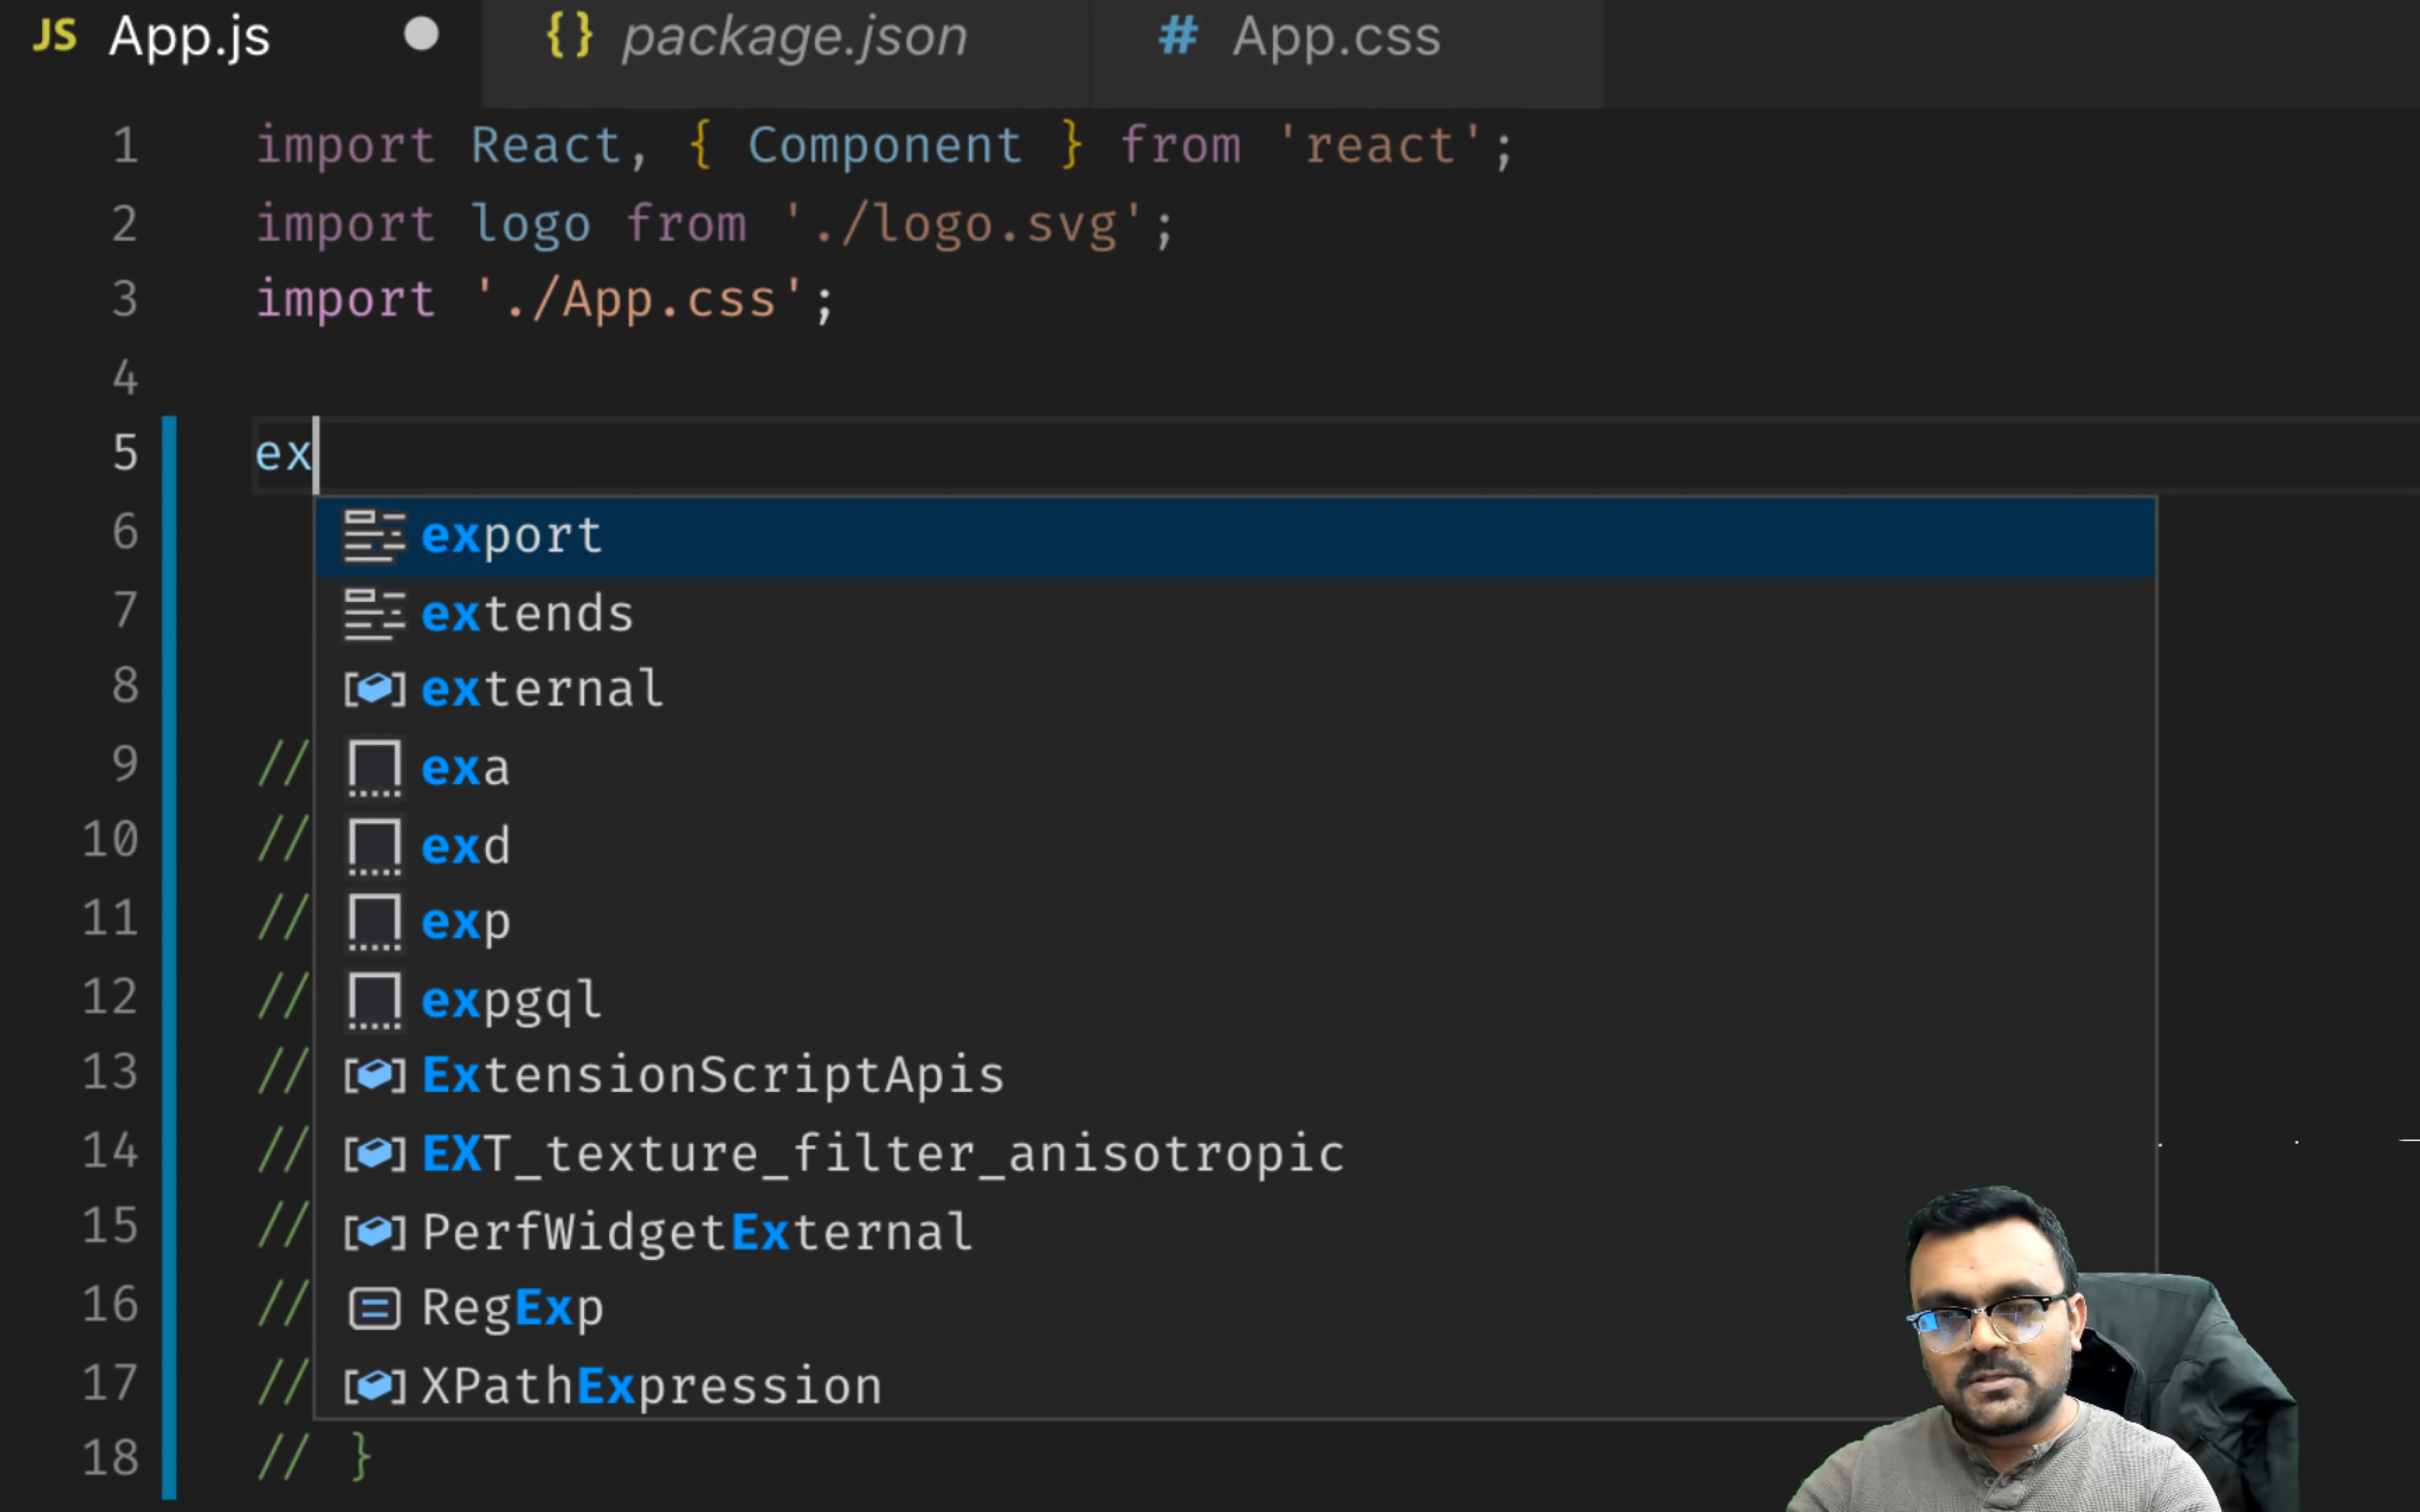 JS App.js {} package.json # App.css
1 import React, { Component } from 'react';
2 import logo from './logo.svg';
3 import './App.css';
4
5 ex
6 export
7 extends
8 external
9 // exa
10 // exd
11 // exp
12 // expgql
13 // ExtensionScriptApis
14 // EXT_texture_filter_anisotropic
15 // PerfWidgetExternal
16 // RegExp
17 // XPathExpression
18 // }